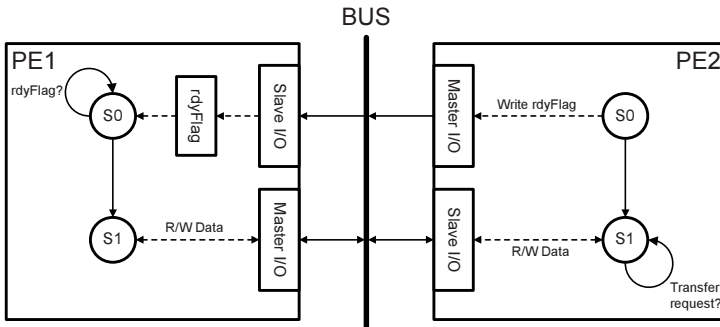 BUS
PE1
PE2
rdyFlag?
S0
rdyFlag
Slave I/O
Master I/O
Write rdyFlag
S0
S1
R/W Data
Master I/O
Slave I/O
R/W Data
S1
Transfer
request?